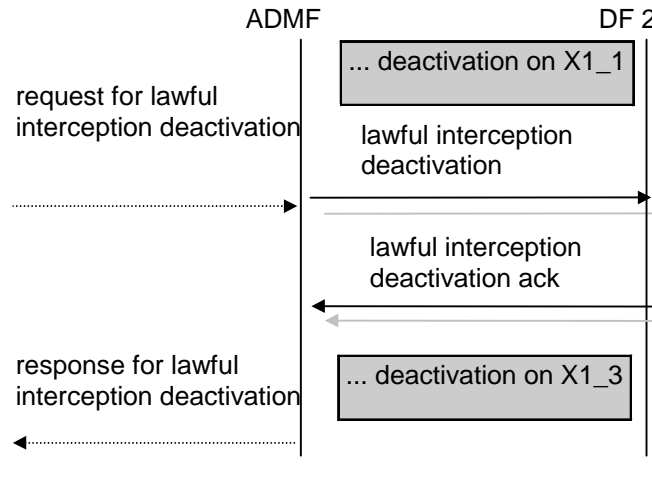 ADMF
DF 2
... deactivation on X1_1
request for lawful
interception deactivation
lawful interception
deactivation
lawful interception
deactivation ack
response for lawful
interception deactivation
... deactivation on X1_3